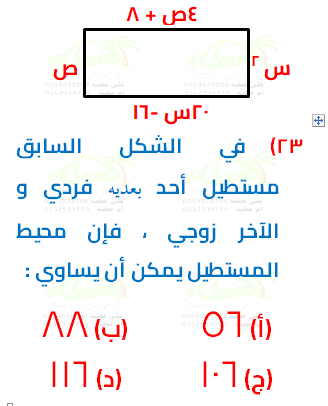 ٤ص + ٨
س٢
ص
٢٠س -١٦
٢٣) في الشكل السابق
مستطيل أحد بعديه فردي و
الآخر زوجي ، فإن محيط
المستطيل يمكن أن يساوي :
(أ) ٥٦ (ب) ٨٨
(ج) ١٠٦ (د) ١١٦